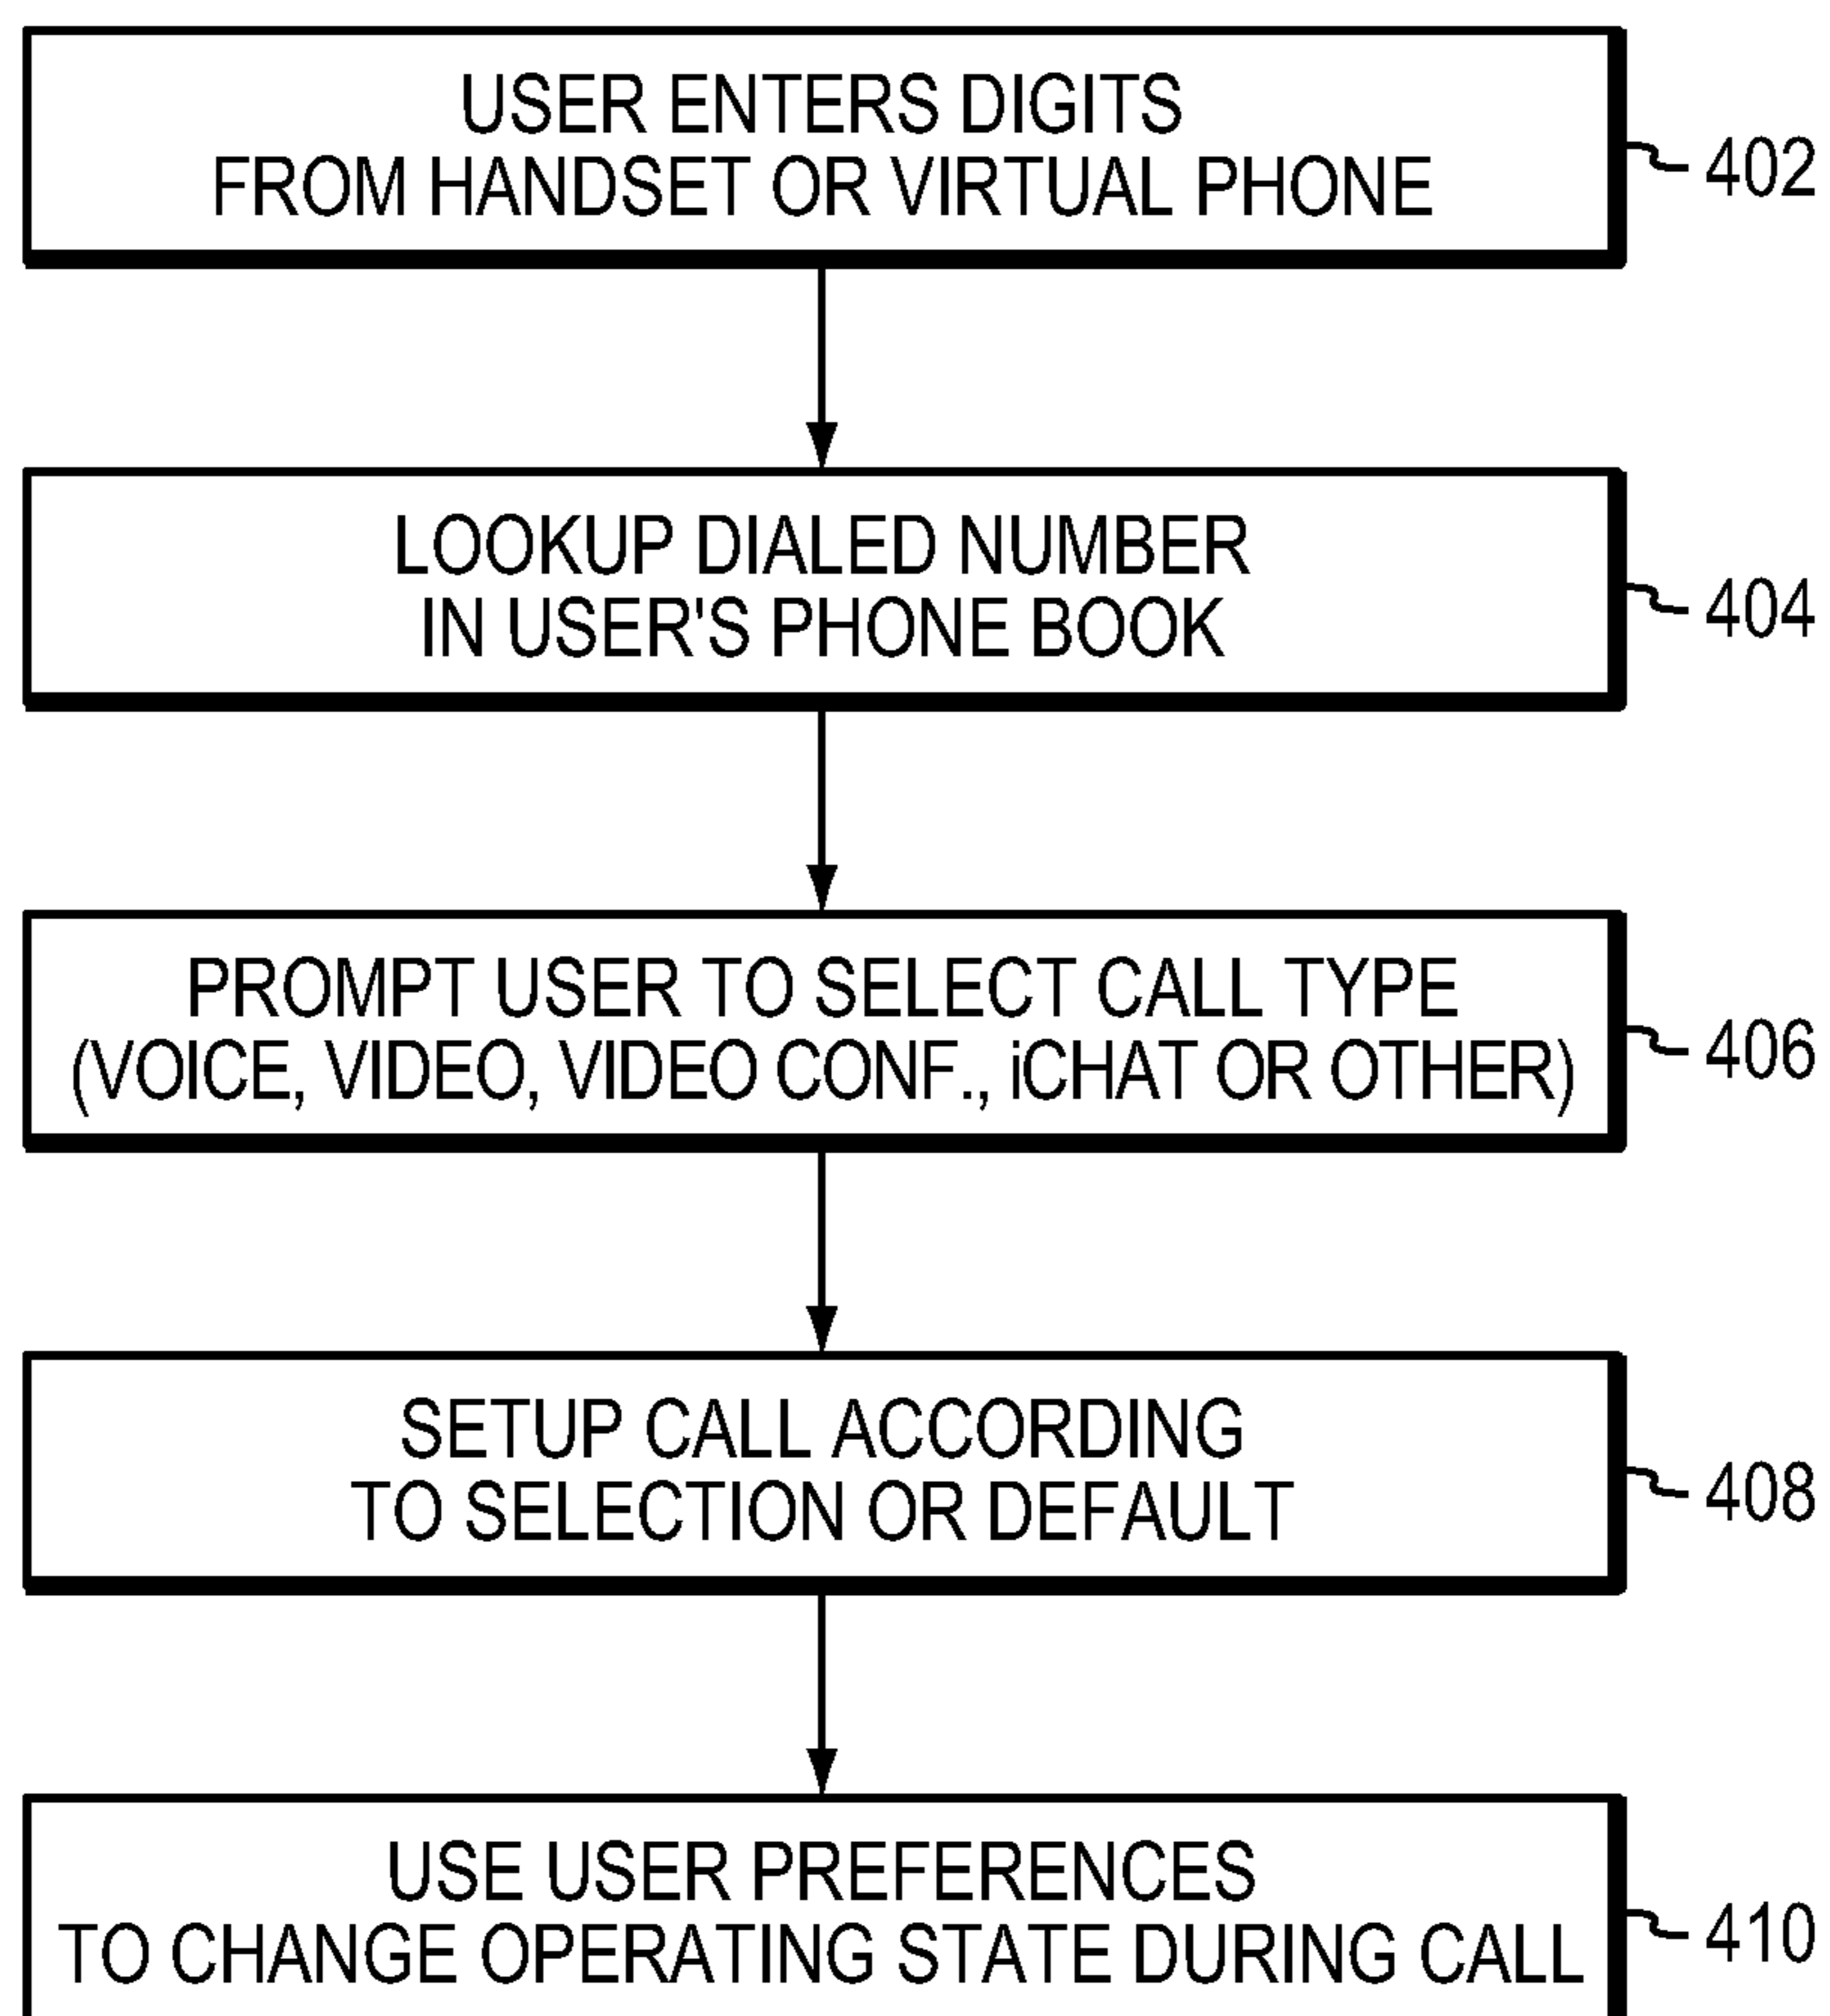 USER ENTERS DIGITS
FROM HANDSET OR VIRTUAL PHONE
402
LOOKUP DIALED NUMBER
IN USER'S PHONE BOOK
404
PROMPT USER TO SELECT CALL TYPE
(VOICE, VIDEO, VIDEO CONF., iCHAT OR OTHER)
406
SETUP CALL ACCORDING
TO SELECTION OR DEFAULT
408
USE USER PREFERENCES
TO CHANGE OPERATING STATE DURING CALL
410